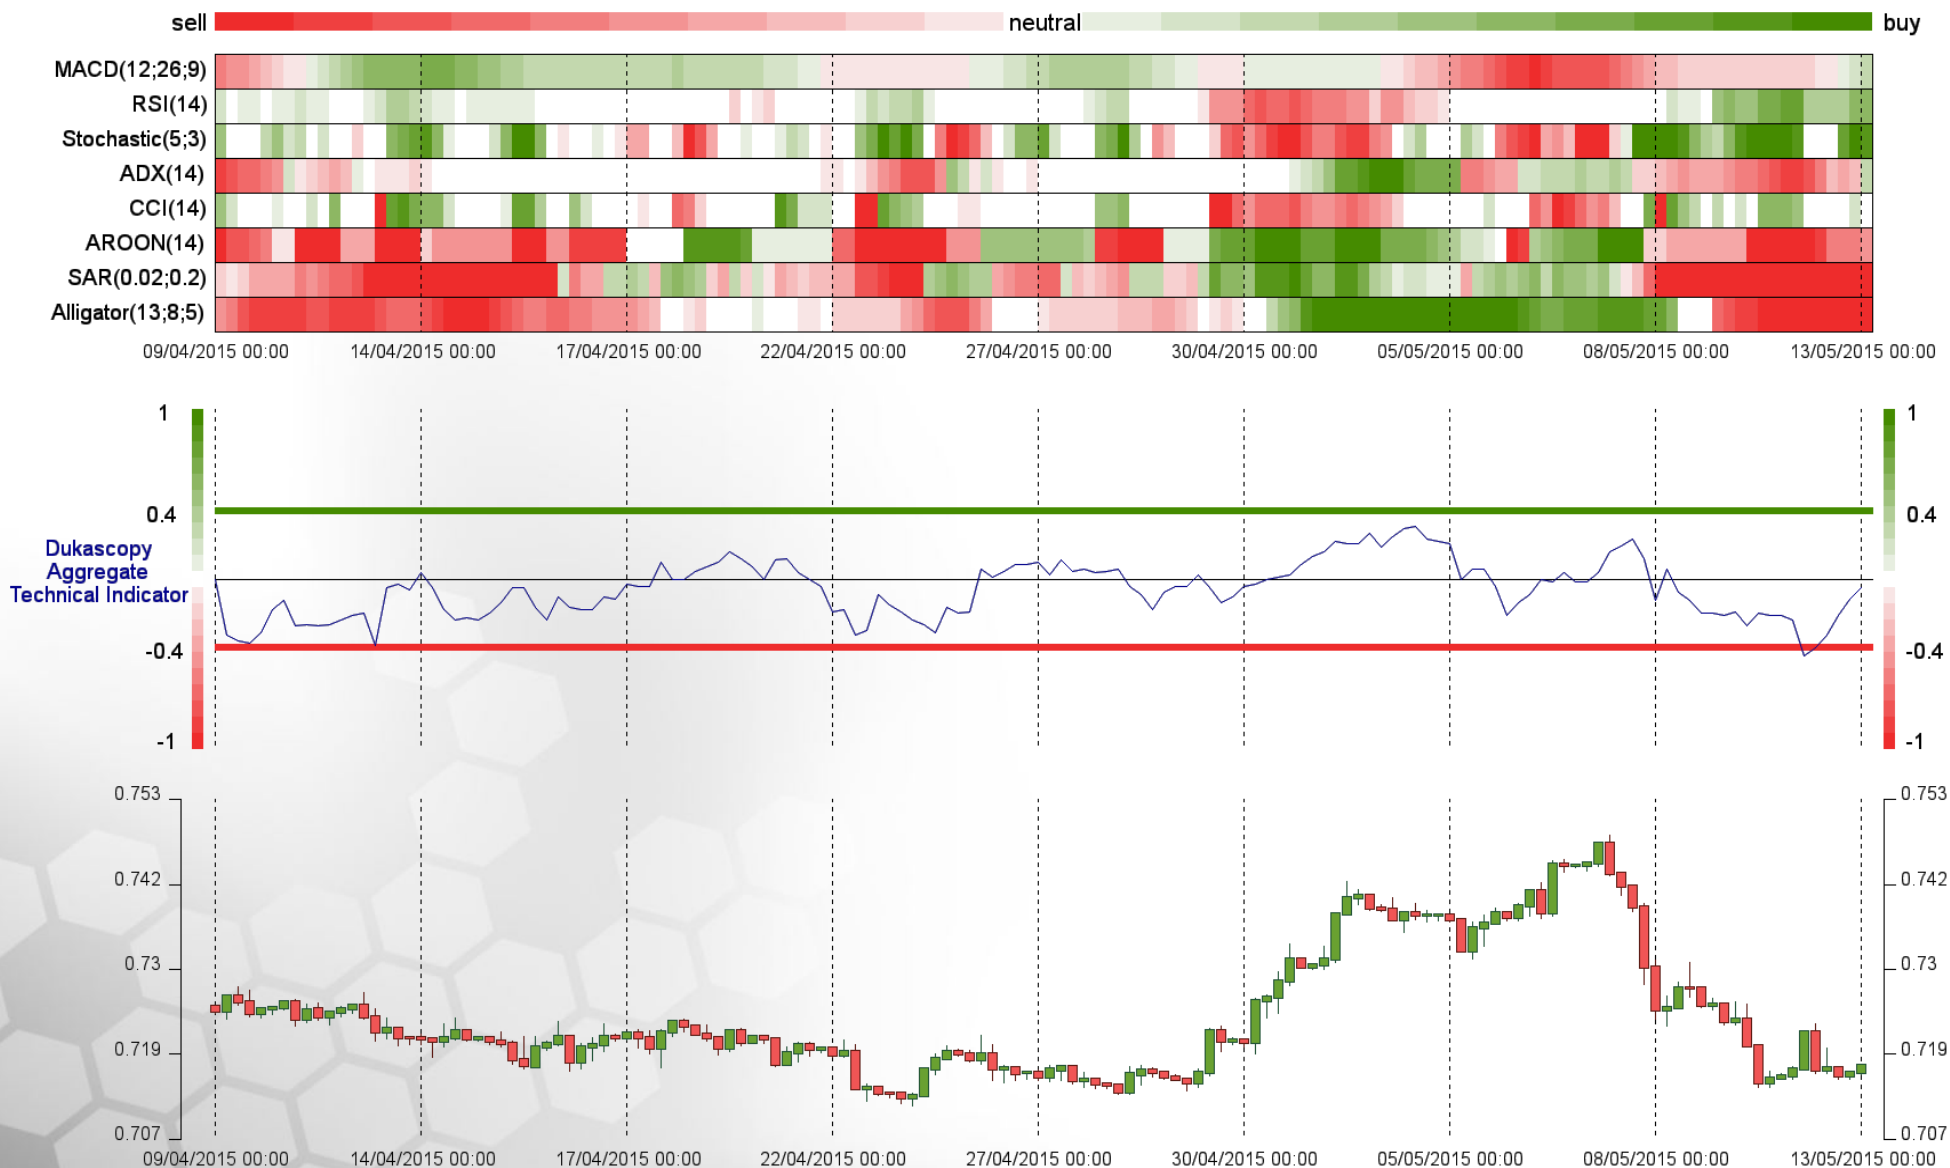 sell neutral buy
MACD(12;26;9)
RSI(14)
Stochastic(5;3)
ADX(14)
CCI(14)
AROON(14)
SAR(0.02;0.2)
Alligator(13;8;5)
09/04/2015 00:00 14/04/2015 00:00 17/04/2015 00:00 22/04/2015 00:00 27/04/2015 00:00 30/04/2015 00:00 05/05/2015 00:00 08/05/2015 00:00 13/05/2015 00:00
1 1
0.4 0.4
Dukascopy
Aggregate
Technical Indicator
-0.4 -0.4
-1 -1
0.753 0.753
0.742 0.742
0.73 0.73
0.719 0.719
0.707 0.707
09/04/2015 00:00 14/04/2015 00:00 17/04/2015 00:00 22/04/2015 00:00 27/04/2015 00:00 30/04/2015 00:00 05/05/2015 00:00 08/05/2015 00:00 13/05/2015 00:00